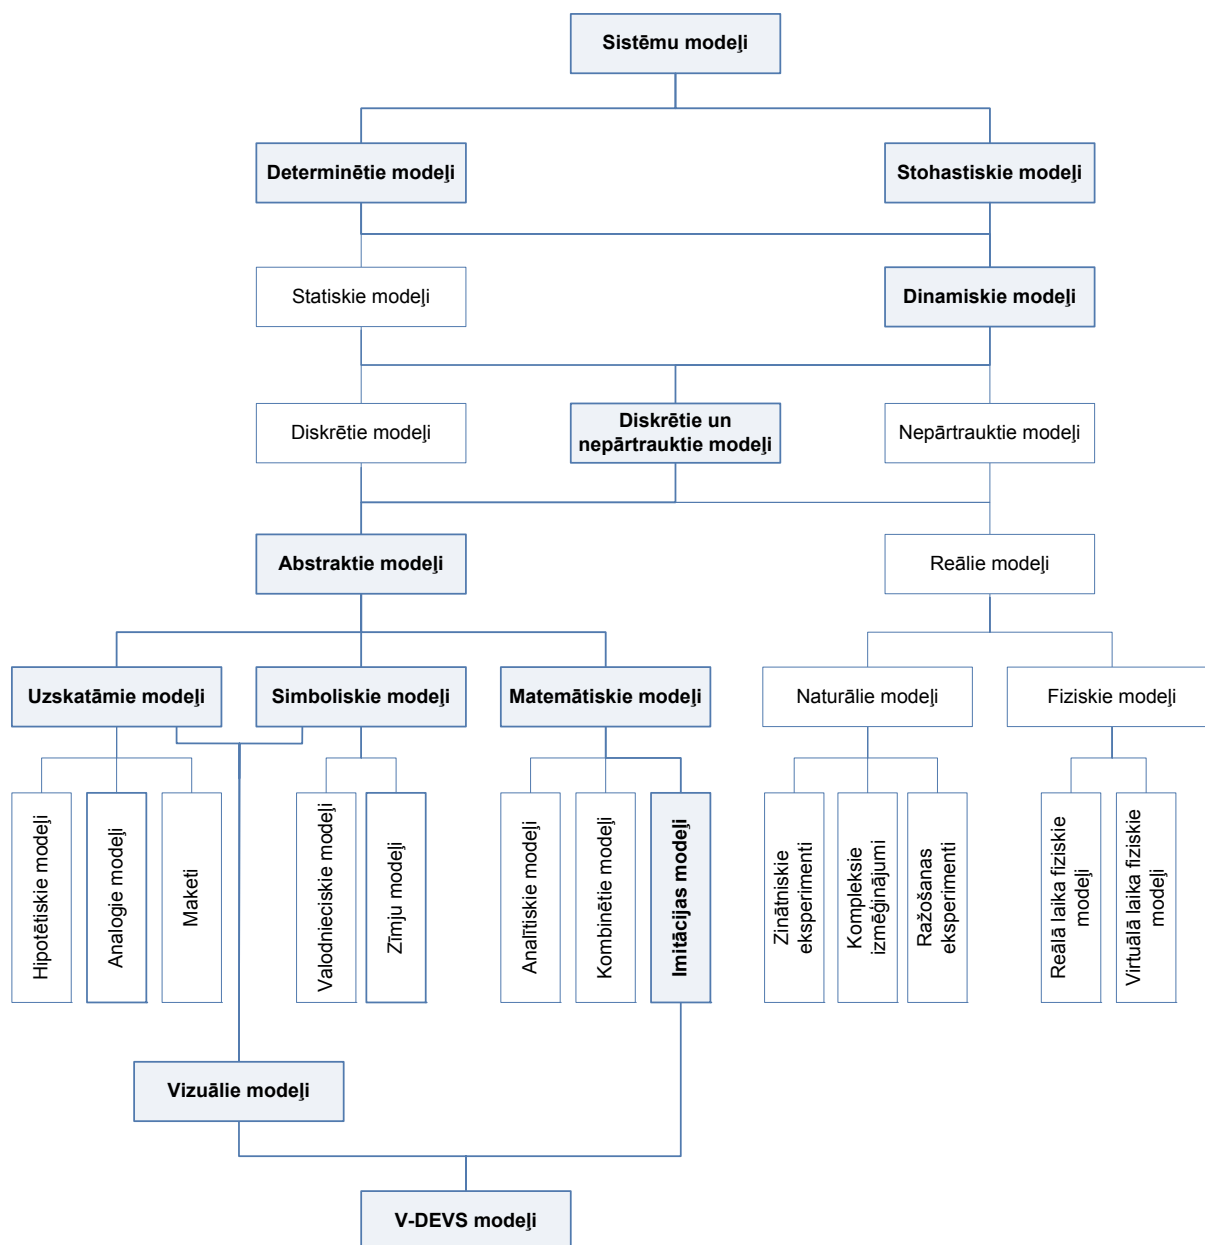 Sistēmu modeļi
Determinētie modeļi
Stohastiskie modeļi
Statiskie modeļi
Dinamiskie modeļi
Diskrētie modeļi
Diskrētie un
nepārtrauktie modeļi
Nepārtrauktie modeļi
Abstraktie modeļi
Reālie modeļi
Uzskatāmie modeļi
Simboliskie modeļi
Matemātiskie modeļi
Naturālie modeļi
Fiziskie modeļi
Hipotētiskie modeļi
Analogie modeļi
Maketi
Valodnieciskie modeļi
Zīmju modeļi
Analītiskie modeļi
Kombinētie modeļi
Imitācijas modeļi
Zinātniskie
eksperimenti
Kompleksie
izmēģinājumi
Ražošanas
eksperimenti
Reālā laika fiziskie
modeļi
Virtuālā laika fiziskie
modeļi
Vizuālie modeļi
V-DEVS modeļi